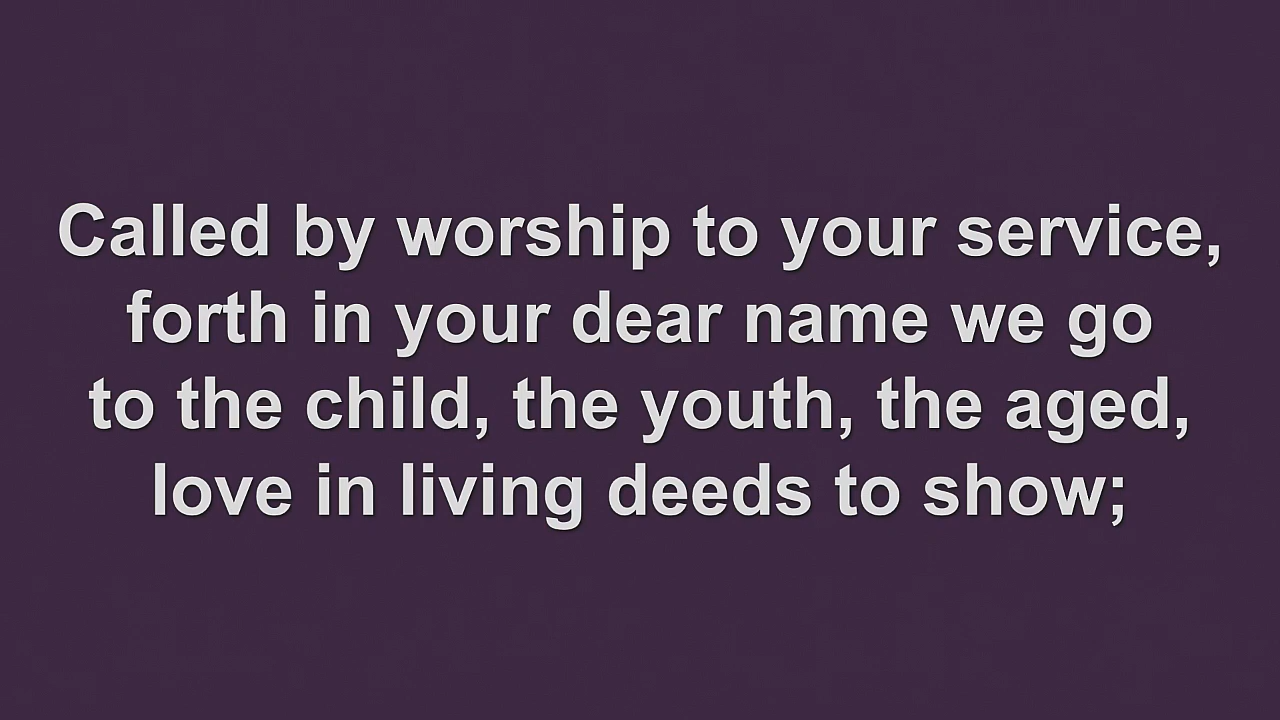 Called by worship to your service,
forth in your dear name we go
to the child, the youth, the aged,
love in living deeds to show;